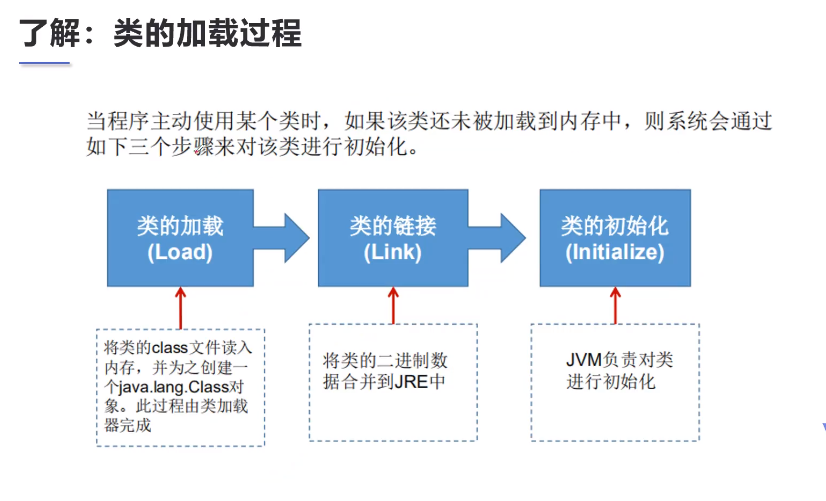 了解：类的加载过程
当程序主动使用某个类时，如果该类还未被加载到内存中，则系统会通过
如下三个步骤来对该类进行初始化。
类的加载
(Load)
类的链接
(Link)
类的初始化
(Initialize)
将类的class文件读入
内存，并为之创建一
个java.lang.Class对
象。此过程由类加载
器完成
将类的二进制数
据合并到JRE中
JVM负责对类
进行初始化